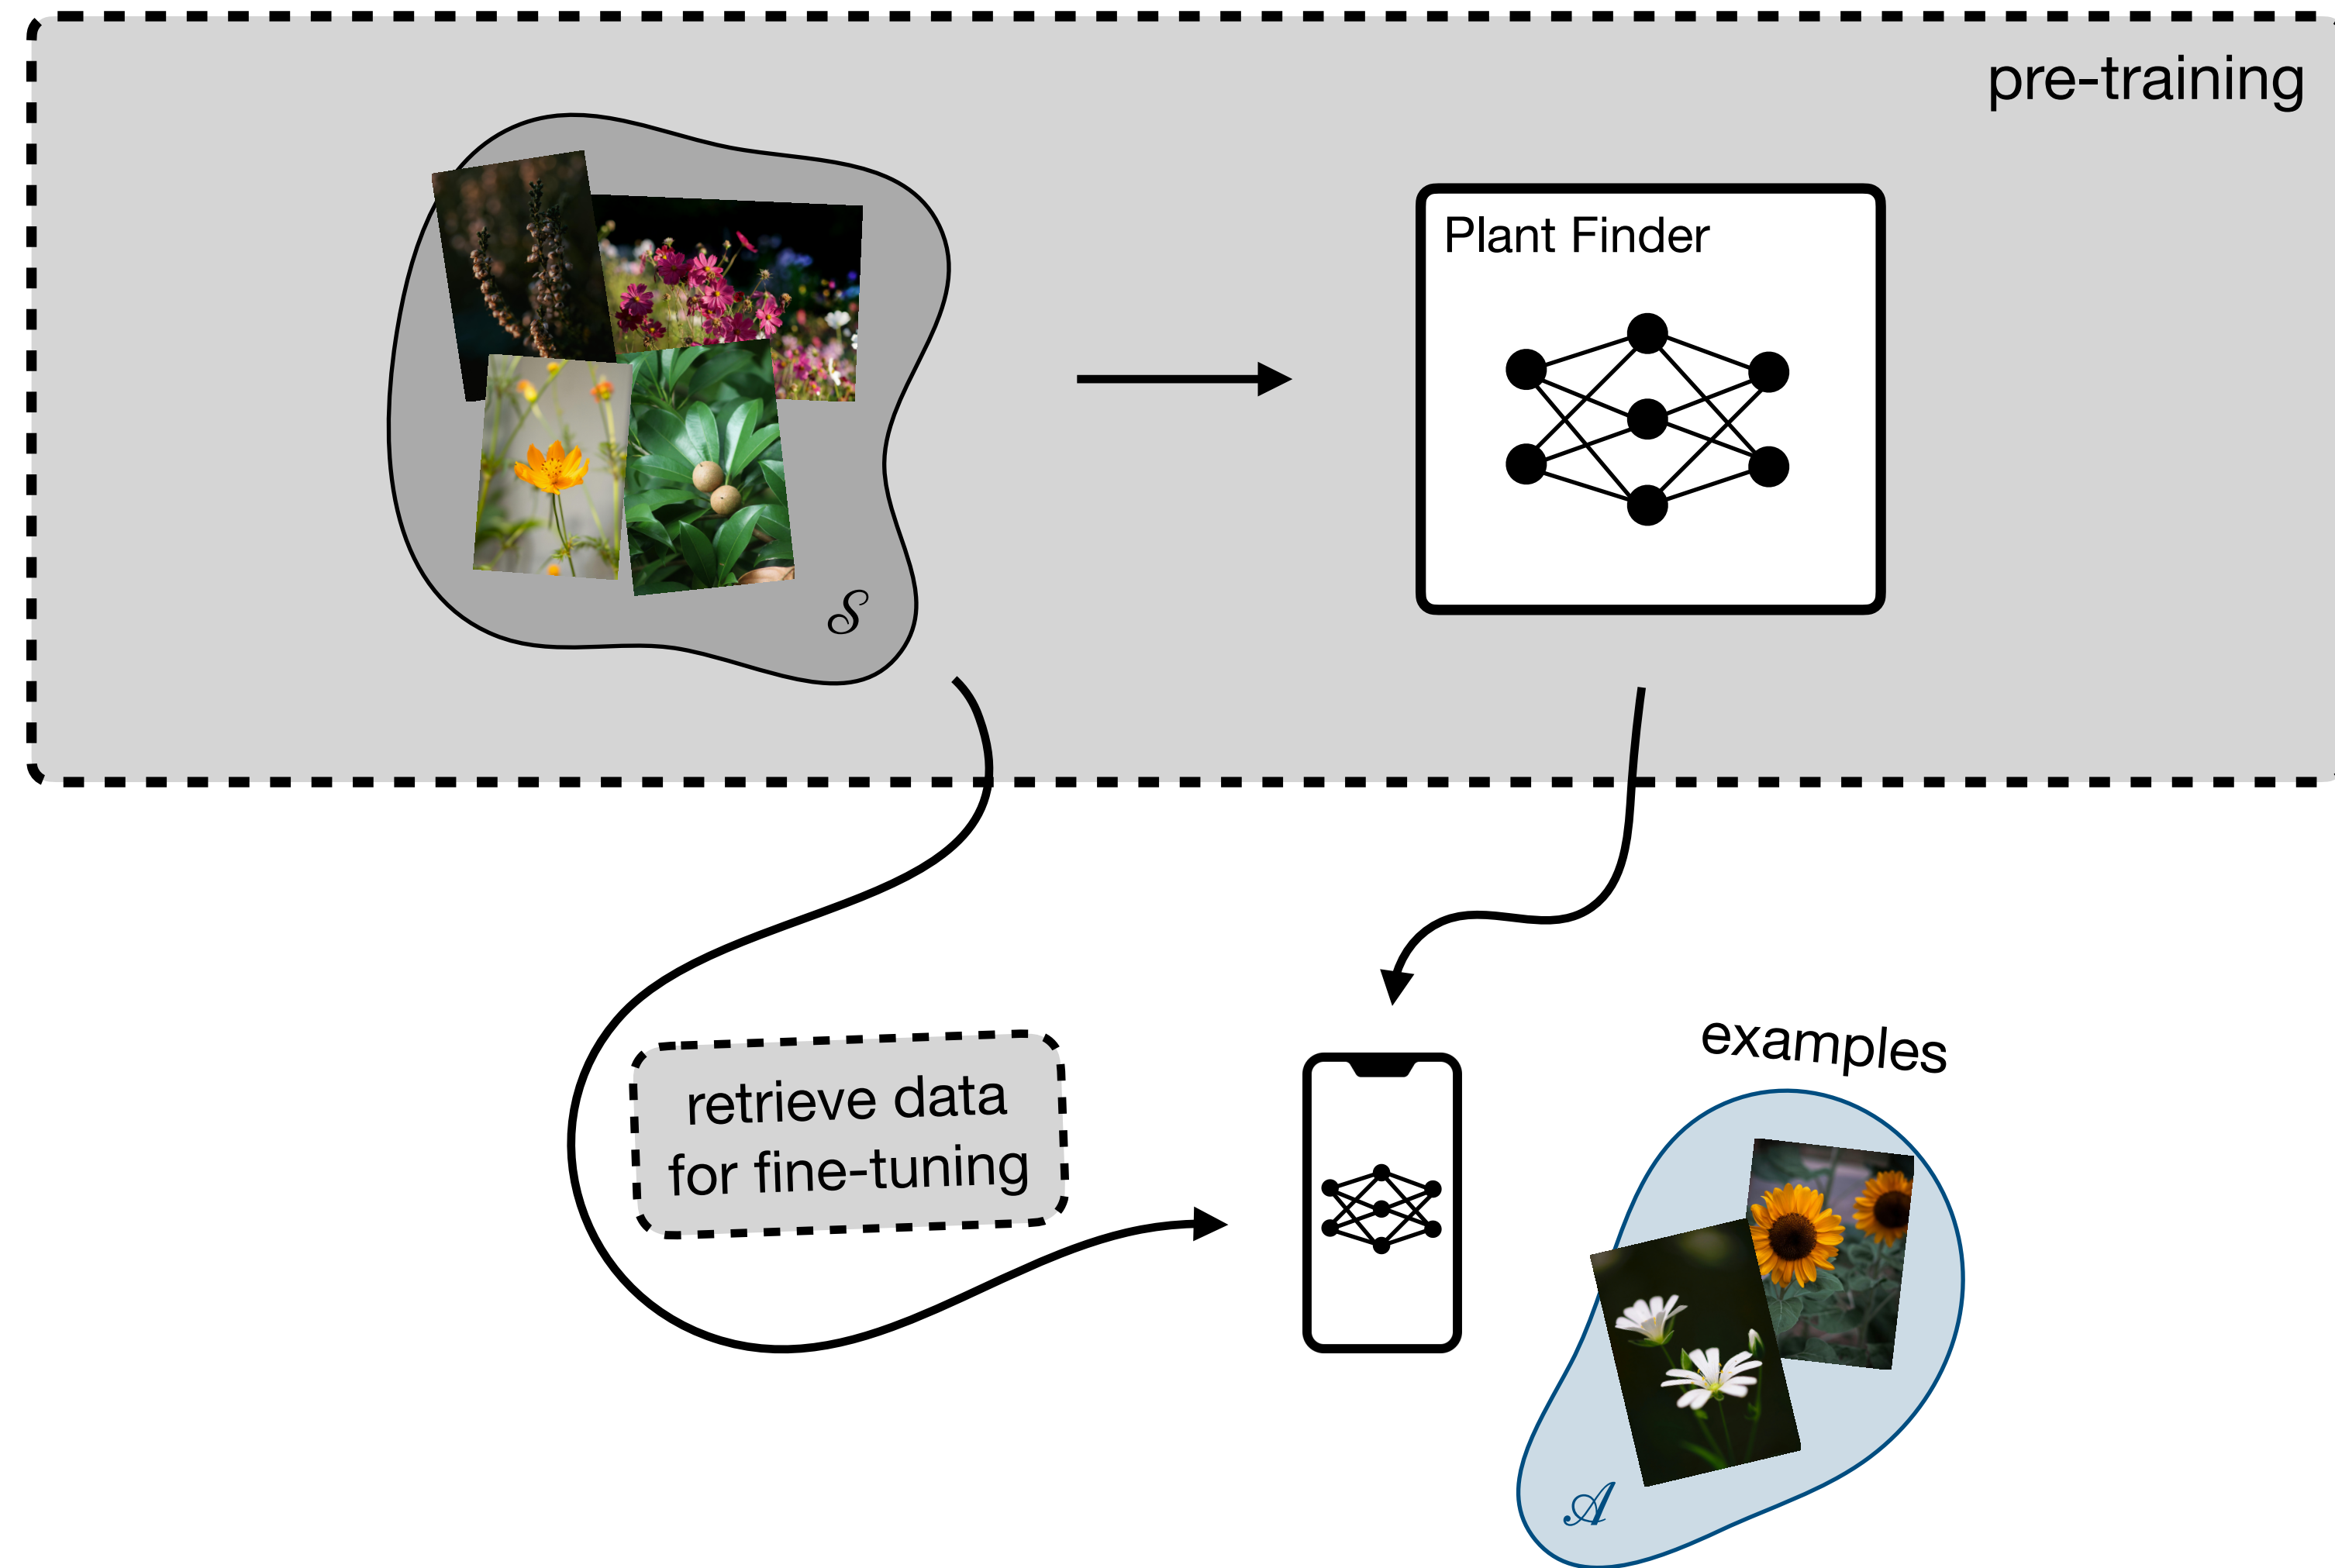 pre-training
Plant Finder
𝒮
retrieve data
for fine-tuning
examples
𝒜